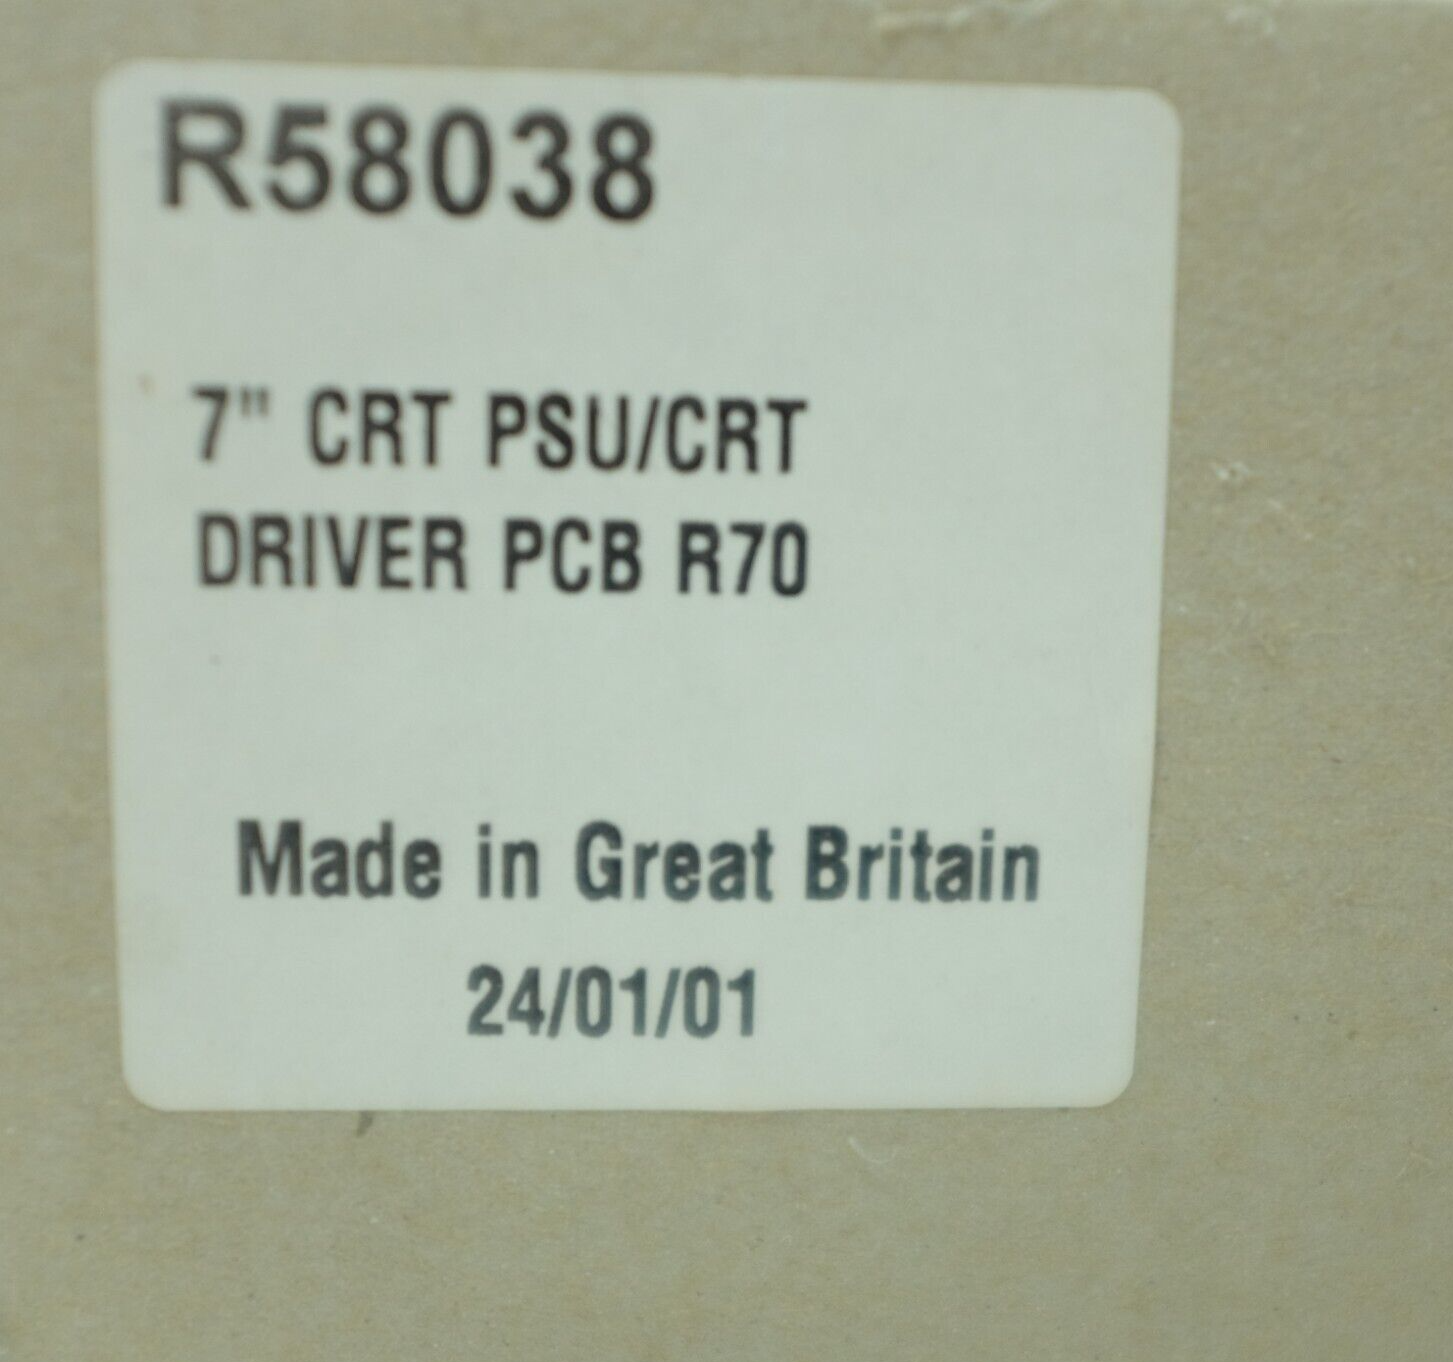 R58038
7" CRT PSU/CRT
DRIVER PCB R70
Made in Great Britain
24/01/01